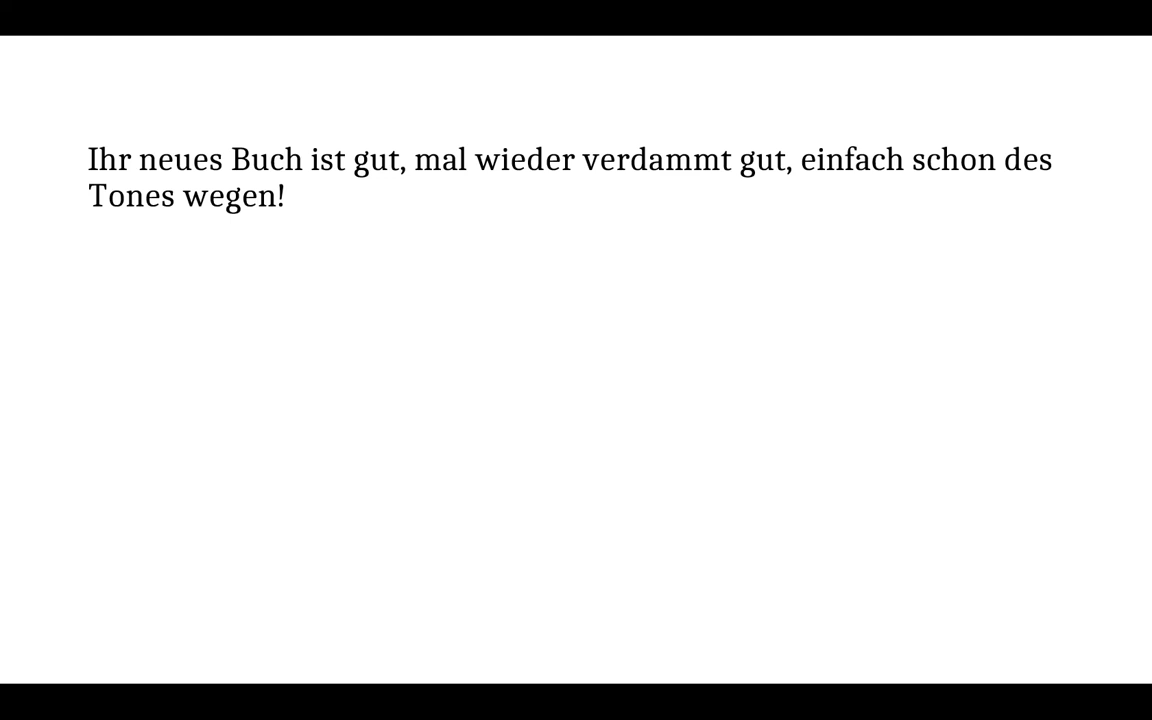 Ihr neues Buch ist gut, mal wieder verdammt gut, einfach schon des
Tones wegen!